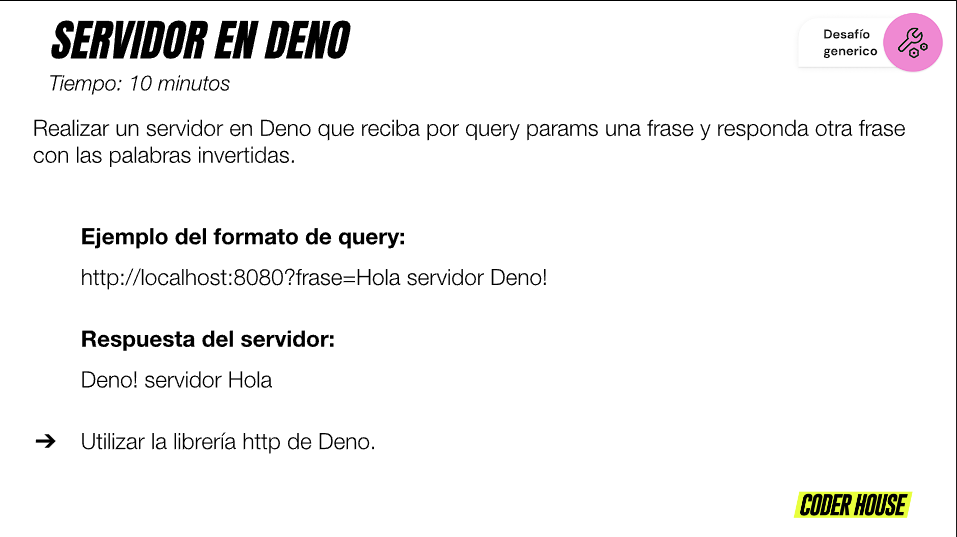 SERVIDOR EN DENO
Desafío
generico
Tiempo: 10 minutos
Realizar un servidor en Deno que reciba por query params una frase y responda otra frase
con las palabras invertidas.
Ejemplo del formato de query:
http://localhost:8080?frase=Hola servidor Deno!
Respuesta del servidor:
Deno! servidor Hola
➔ Utilizar la librería http de Deno.
CODER HOUSE